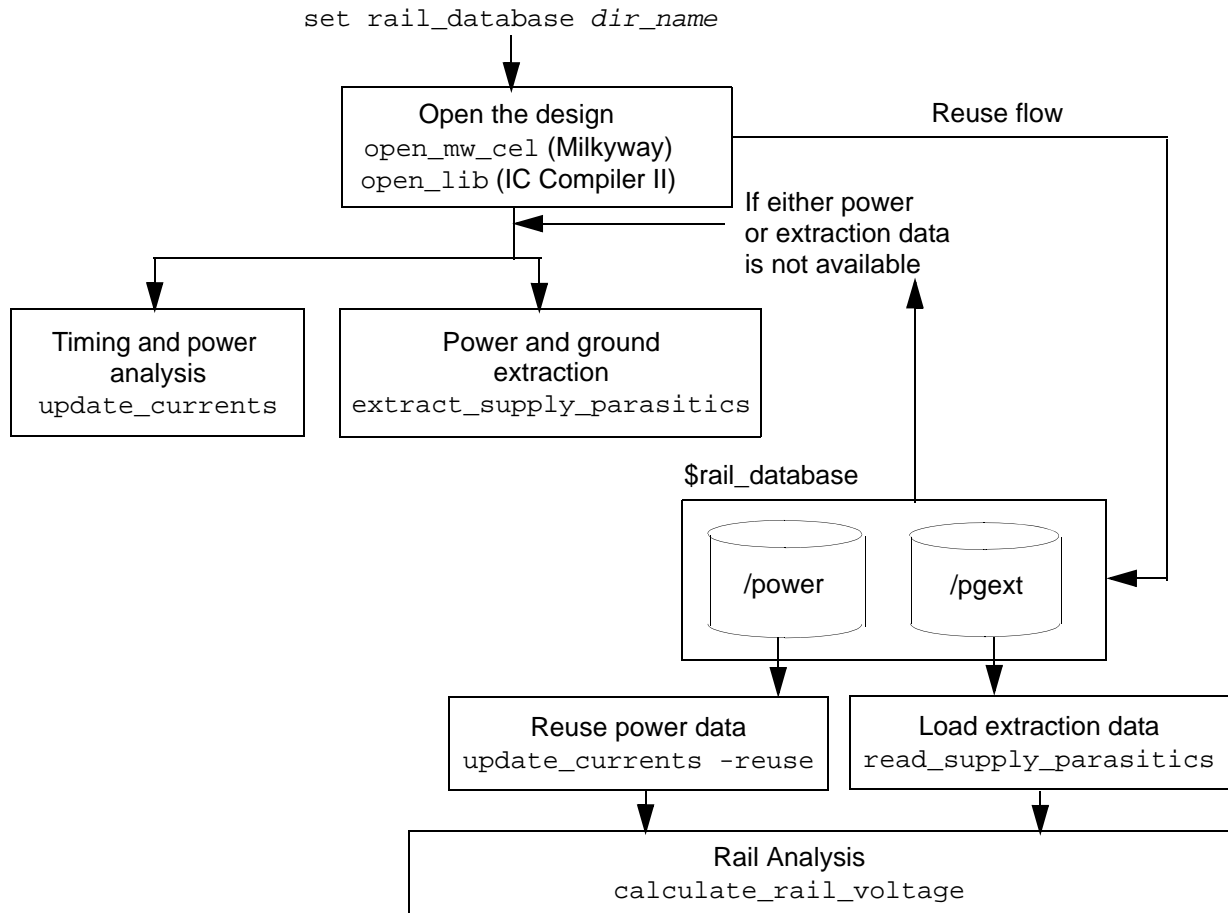 set rail_database dir_name
Open the design
open_mw_cel (Milkyway)
open_lib (IC Compiler II)
Reuse flow
If either power
or extraction data
is not available
Timing and power
analysis
update_currents
Power and ground
extraction
extract_supply_parasitics
$rail_database
/power
/pgext
Reuse power data
update_currents -reuse
Load extraction data
read_supply_parasitics
Rail Analysis
calculate_rail_voltage